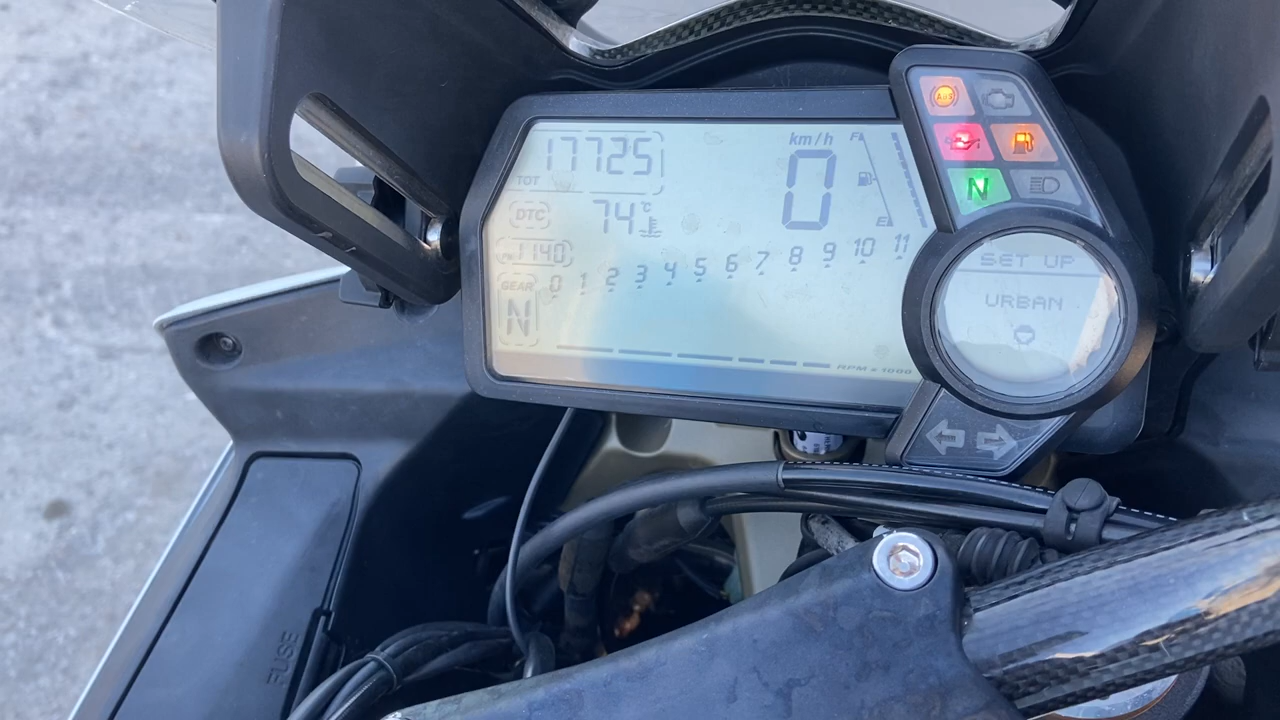 ABS
17725
TOT
km/h
0
F
E
N
DTC
74 °C
1140
GEAR
N
0 1 2 3 4 5 6 7 8 9 10 11
RPM x 1000
SET UP
URBAN
FUSE